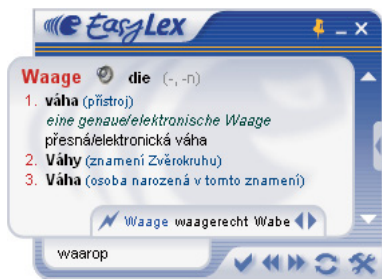 e EasyLex
Waage die (-, -n)
1. váha (přístroj)
eine genaue/elektronische Waage
přesná/elektronická váha
2. Váhy (znamení Zvěrokruhu)
3. Váha (osoba narozená v tomto znamení)
Waage waagerecht Wabe
waarop